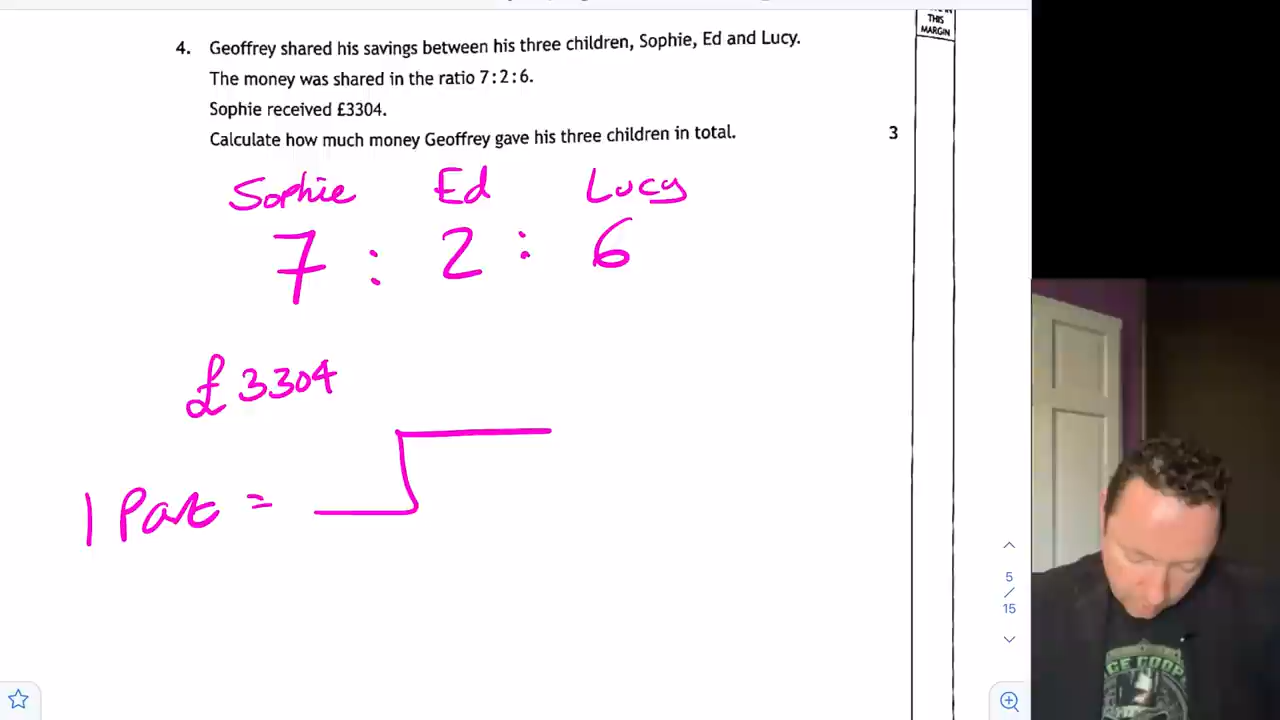 THIS
MARGIN
4. Geoffrey shared his savings between his three children, Sophie, Ed and Lucy.
The money was shared in the ratio 7:2:6.
Sophie received £3304.
Calculate how much money Geoffrey gave his three children in total. 3
Sophie Ed Lucy
7 : 2 : 6
£3304
1 Part =
5
/
15